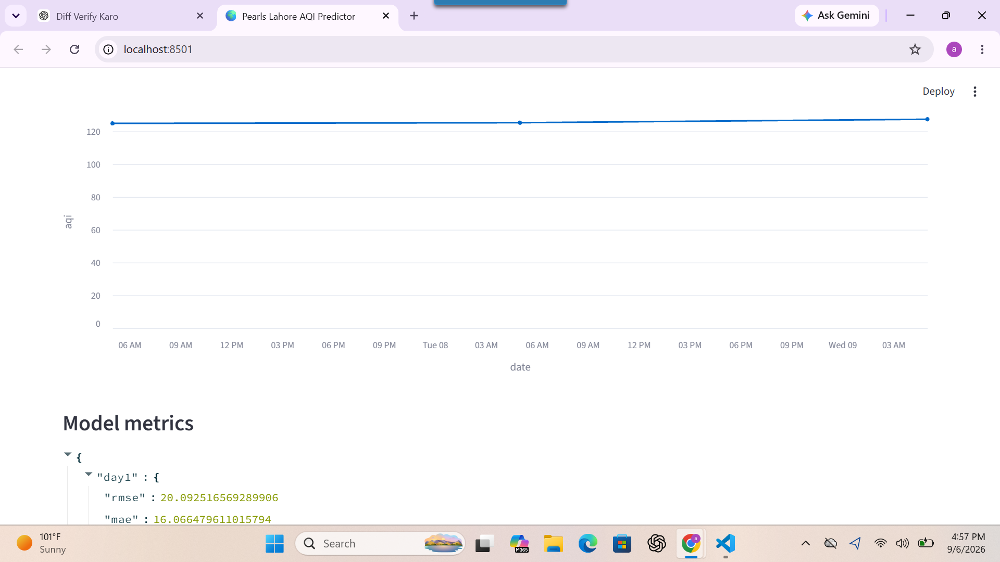 Diff Verify Karo
Pearls Lahore AQI Predictor
Ask Gemini
localhost:8501
a
Deploy
120
100
80
60
40
20
0
aqi
06 AM 09 AM 12 PM 03 PM 06 PM 09 PM Tue 08 03 AM 06 AM 09 AM 12 PM 03 PM 06 PM 09 PM Wed 09 03 AM
date
Model metrics
{
"day1" : {
"rmse" : 20.092516569289906
"mae" : 16.066479611015794
101°F
Sunny
Search
M365
a
4:57 PM
9/6/2026